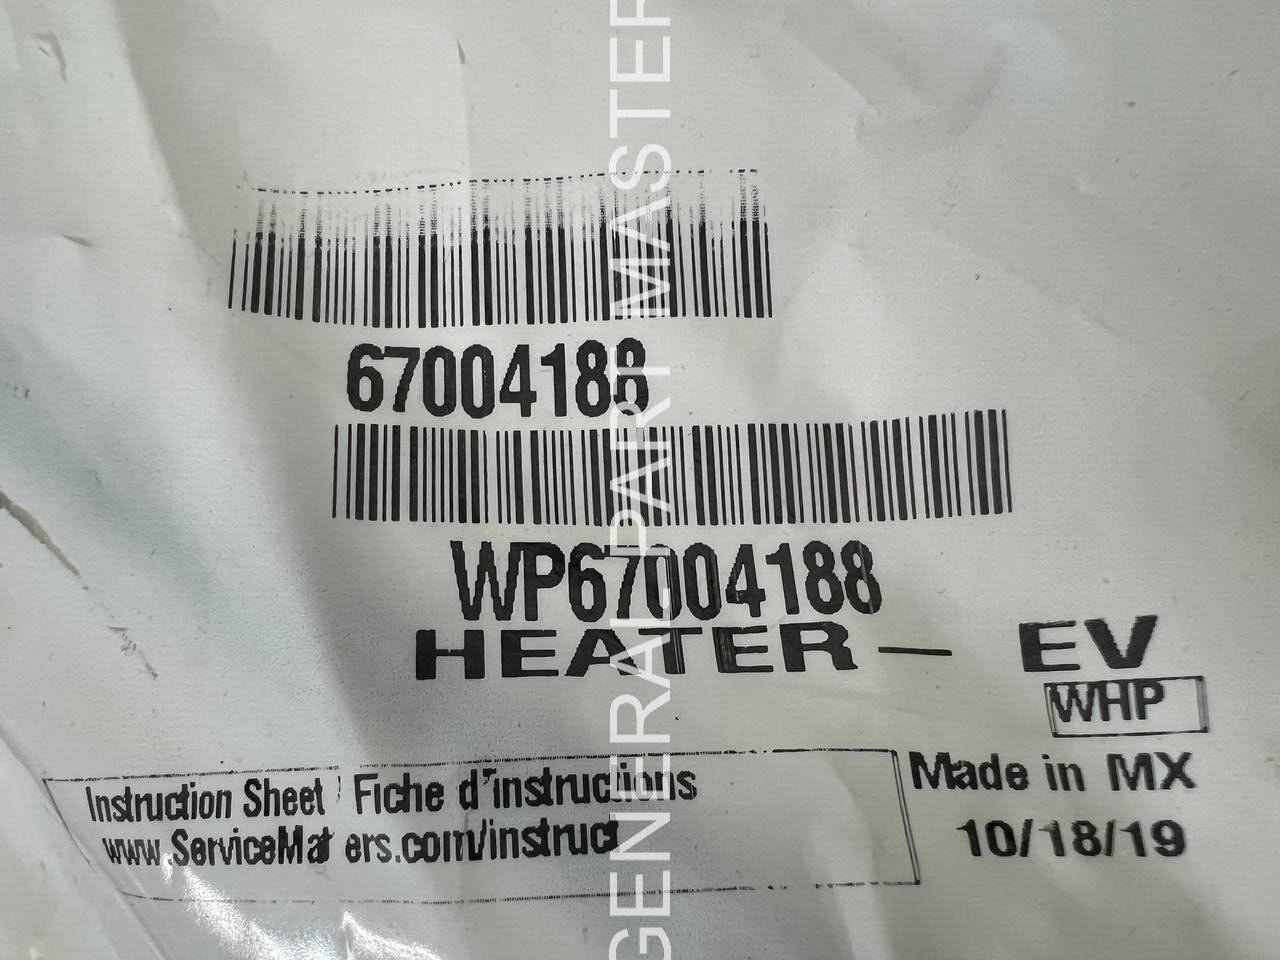 67004188
WP67004188
HEATER - EV
WHP
Instruction Sheet / Fiche d'instructions
www.ServiceMatters.com/instruct
Made in MX
10/18/19
GENERAL PART MASTER